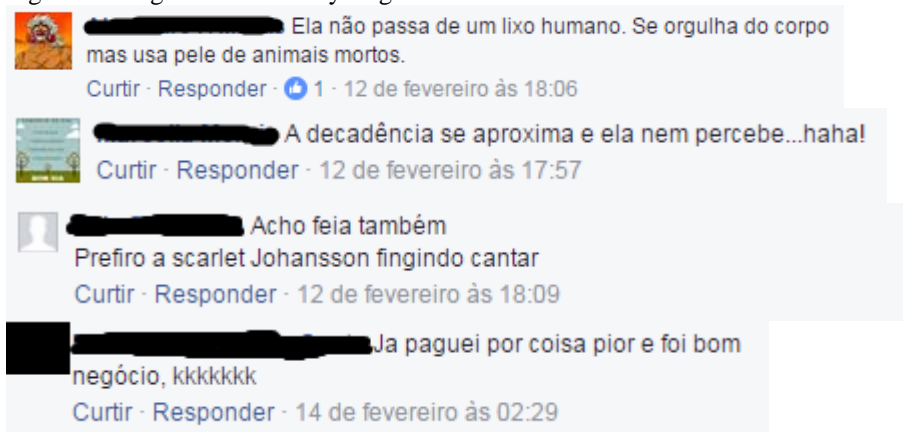 Ela não passa de um lixo humano. Se orgulha do corpo
mas usa pele de animais mortos.
Curtir · Responder · 1 · 12 de fevereiro às 18:06
A decadência se aproxima e ela nem percebe...haha!
Curtir · Responder · 12 de fevereiro às 17:57
Acho feia também
Prefiro a scarlet Johansson fingindo cantar
Curtir · Responder · 12 de fevereiro às 18:09
Ja paguei por coisa pior e foi bom
negócio, kkkkkkk
Curtir · Responder · 14 de fevereiro às 02:29